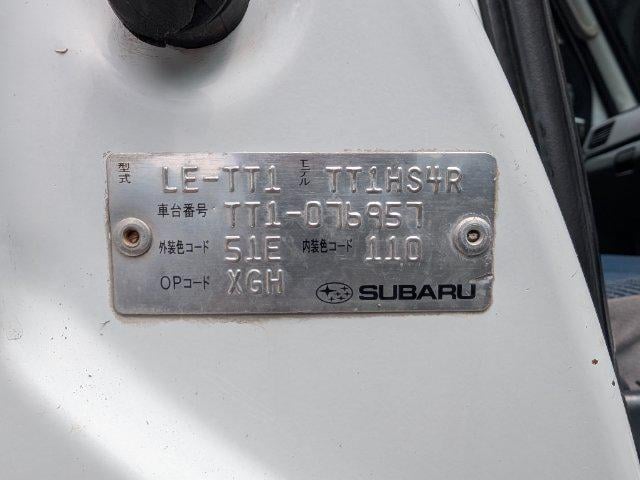 型式 LE-TT1 モデル TT1HS4R
車台番号 TT1-076957
外装色コード 51E 内装色コード 110
OPコード XGH SUBARU